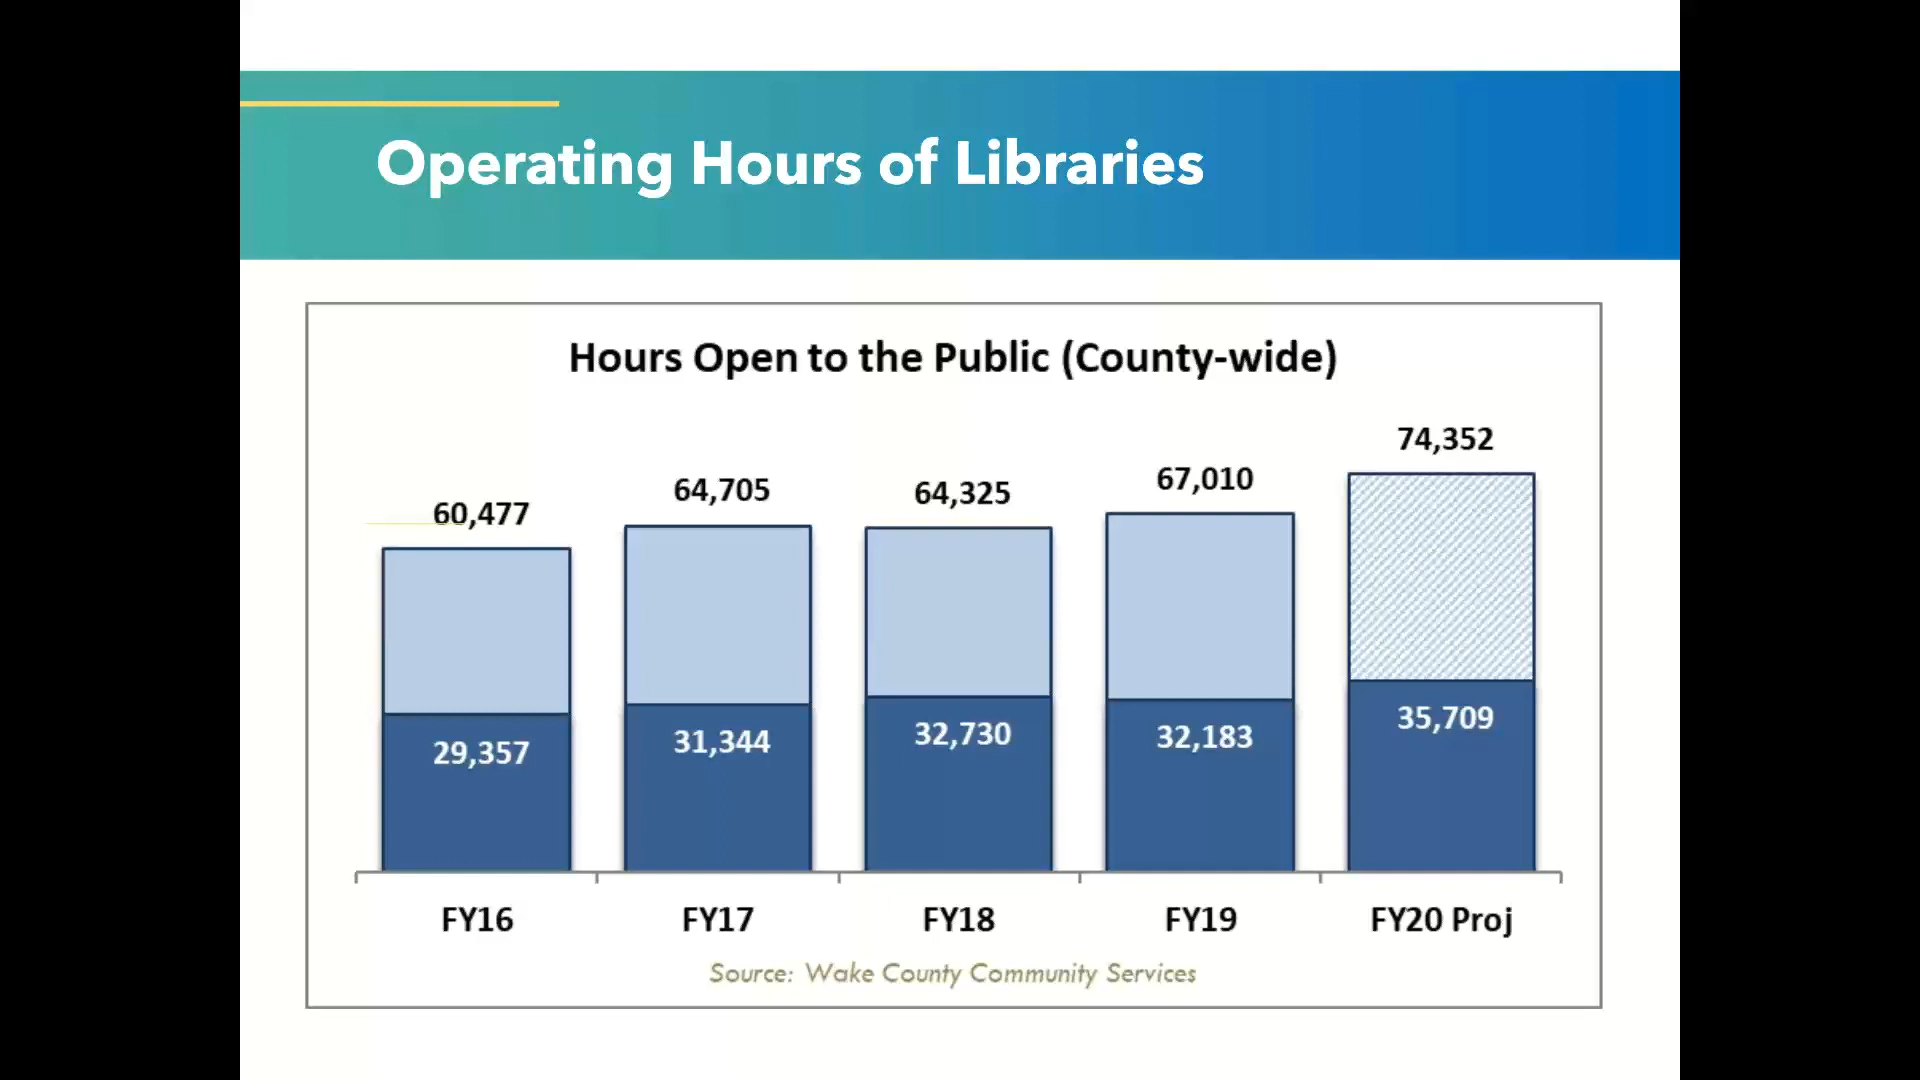 Operating Hours of Libraries
Hours Open to the Public (County-wide)
60,477
64,705
64,325
67,010
74,352
29,357
31,344
32,730
32,183
35,709
FY16
FY17
FY18
FY19
FY20 Proj
Source: Wake County Community Services